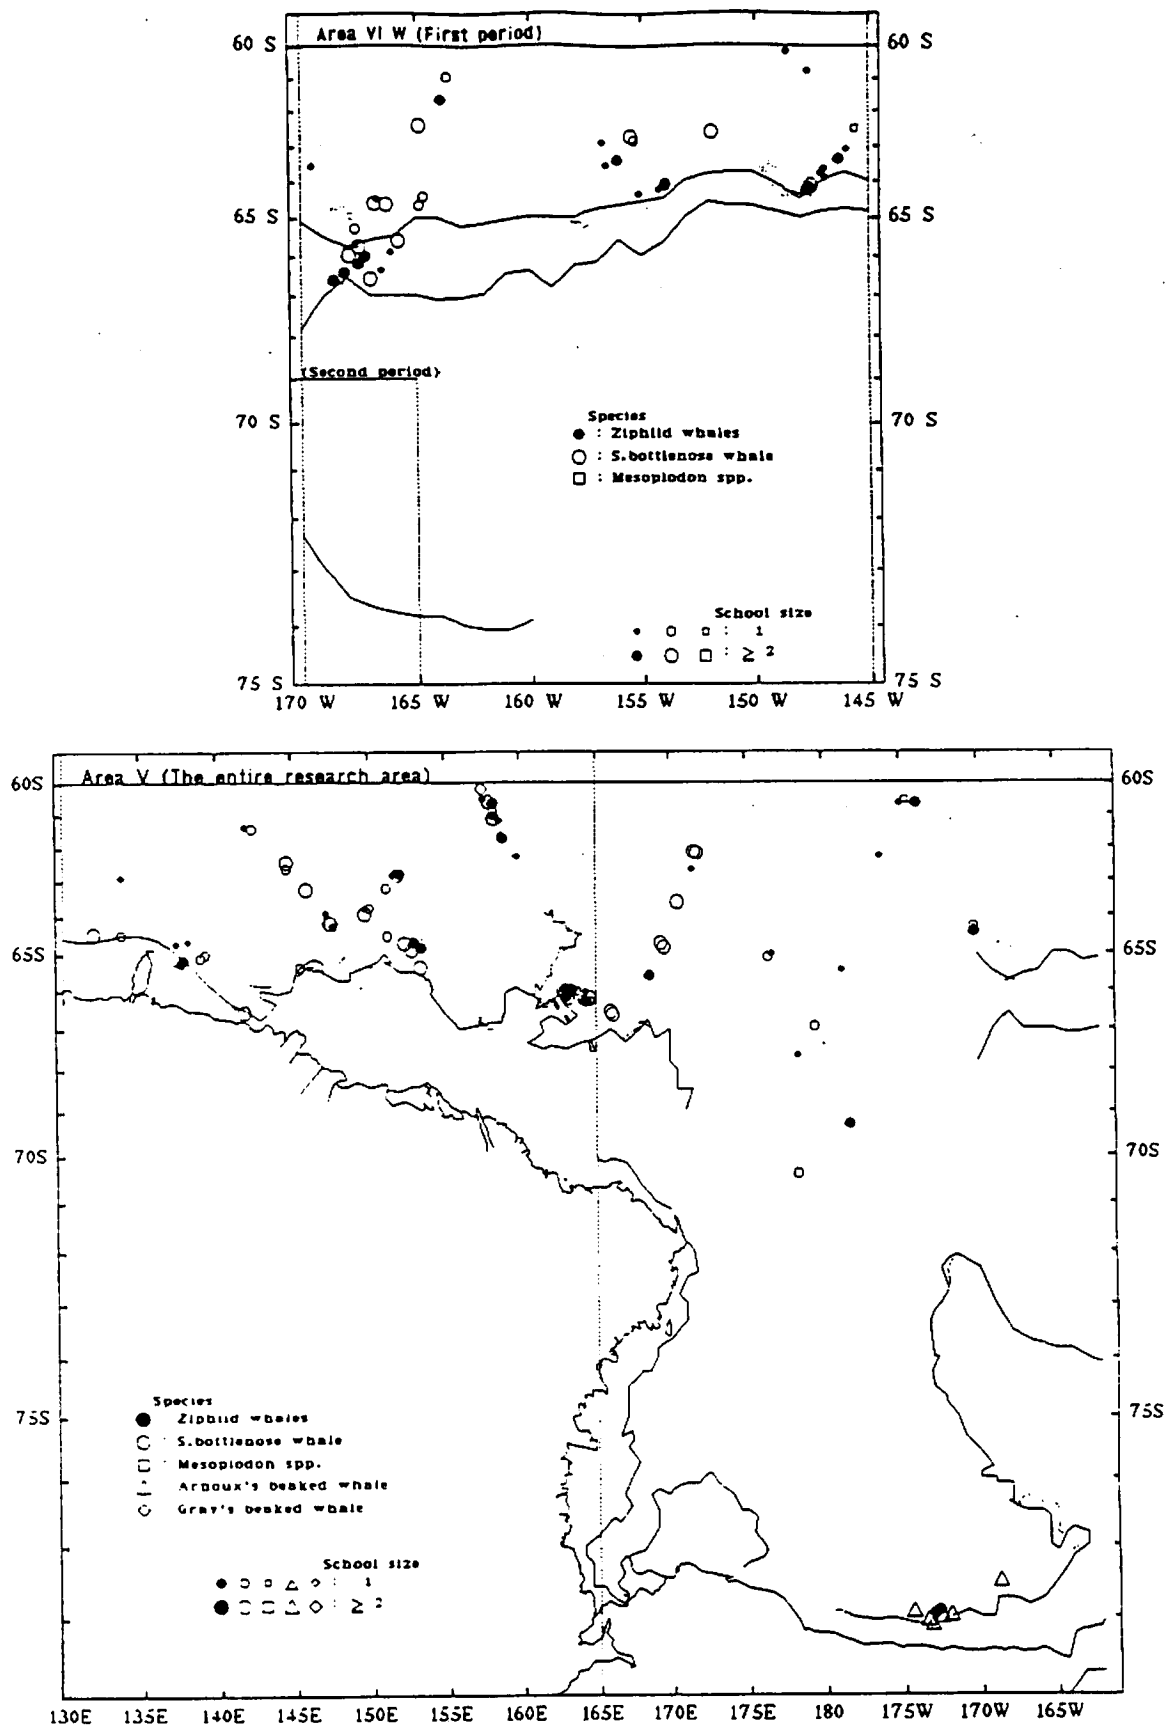 Area VI W (First period)
60 S
60 S
65 S
65 S
(Second period)
70 S
70 S
Species
: Ziphiid whales
: S.bottlenose whale
: Mesoplodon spp.
School size
: 1
: ≥ 2
75 S
75 S
170 W 165 W 160 W 155 W 150 W 145 W
Area V (The entire research area)
60S
60S
65S
65S
70S
70S
75S
75S
Species
Ziphiid whales
S.bottlenose whale
Mesoplodon spp.
Arnoux's beaked whale
Gray's beaked whale
School size
: 1
: ≥ 2
130E 135E 140E 145E 150E 155E 160E 165E 170E 175E 180 175W 170W 165W